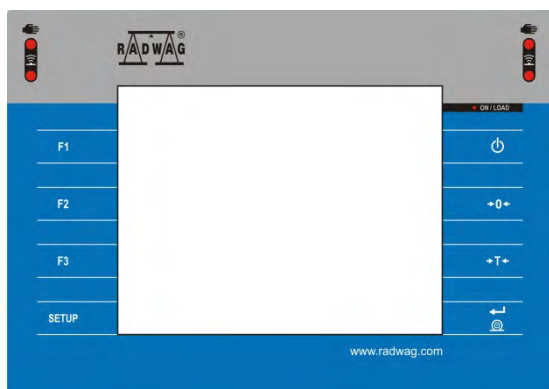 RADWAG®
ON / LOAD
F1
F2
→0←
F3
→T←
SETUP
www.radwag.com